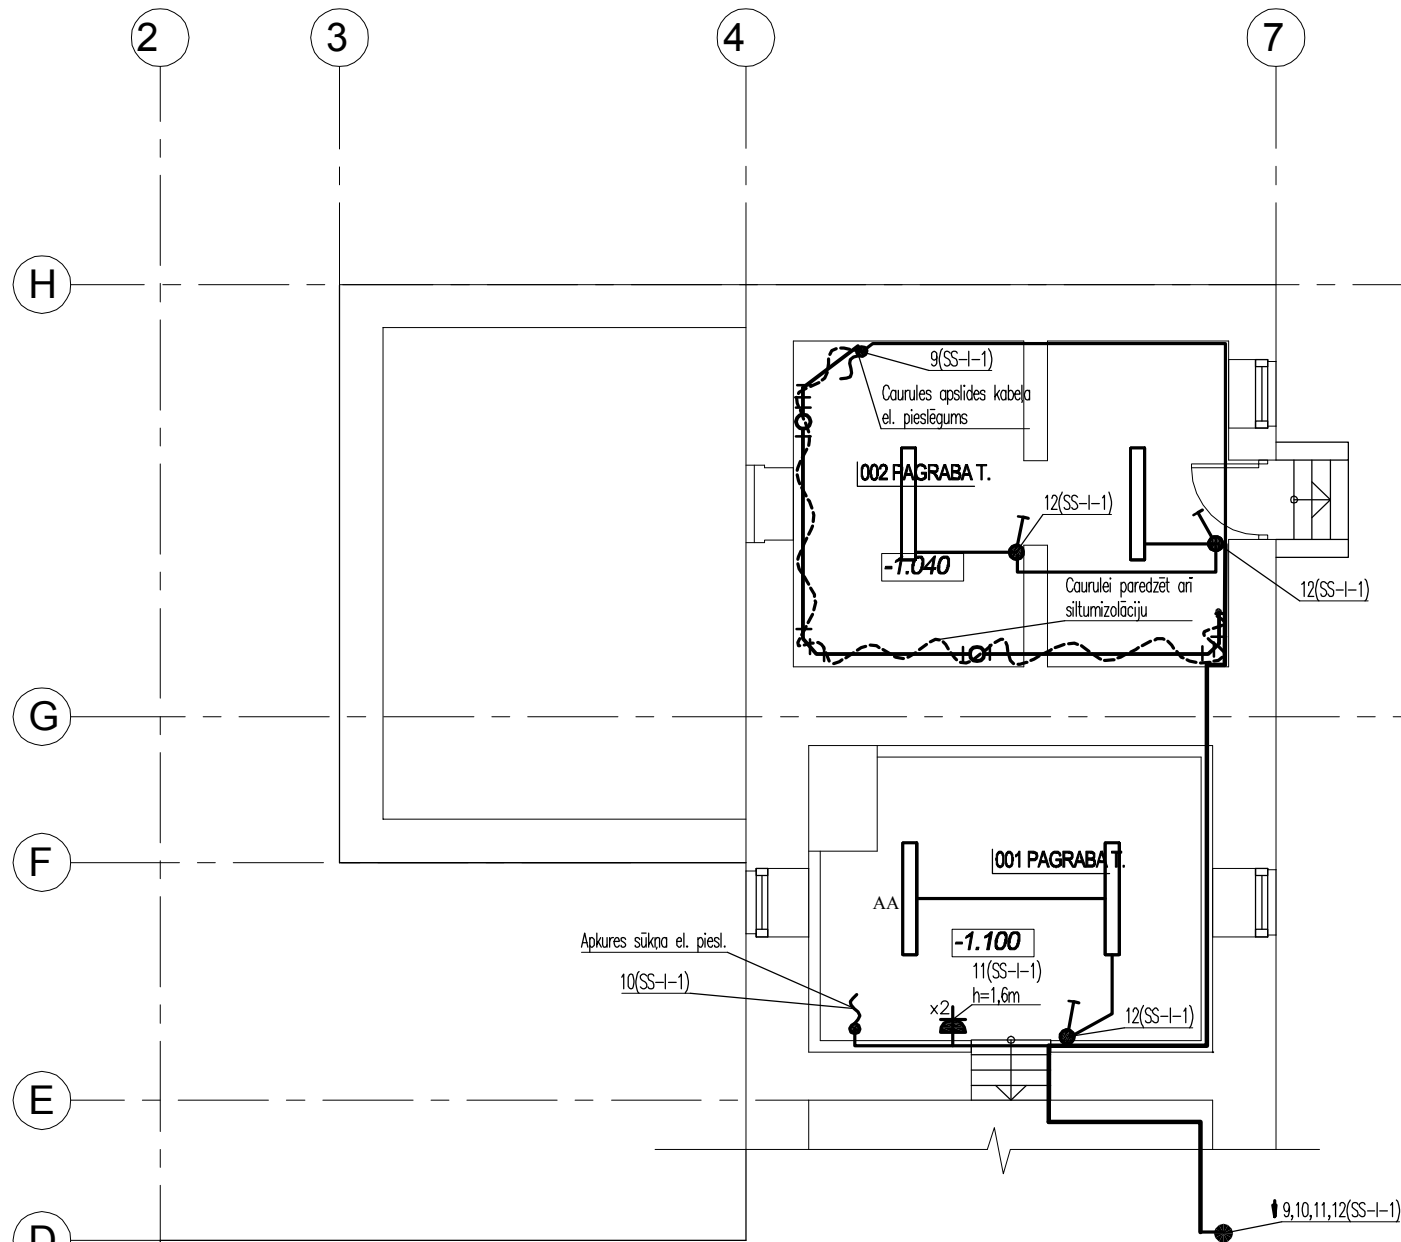 2
3
4
7
H
9(SS-I-1)
Caurules apslides kabeļa
el. pieslēgums
002 PAGRABA T.
12(SS-I-1)
-1.040
Caurulei paredzēt arī
siltumizolāciju
12(SS-I-1)
G
F
001 PAGRABA T.
AA
Apkures sūkņa el. piesl.
-1.100
10(SS-I-1)
11(SS-I-1)
h=1,6m
x2
12(SS-I-1)
E
9,10,11,12(SS-I-1)
D